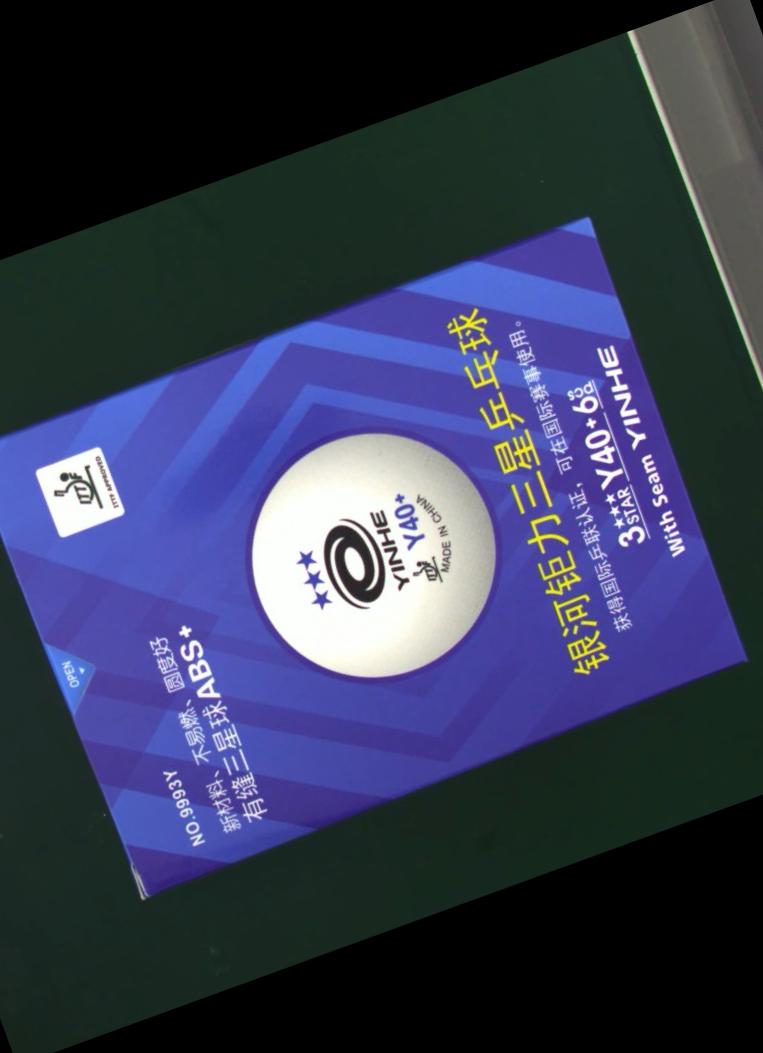 ITTF APPROVED
OPEN
NO.9993Y
新材料、不易燃、圆度好
有缝三星球ABS+
YINHE
Y40+
MADE IN CHINA
银河钜力三星乒乓球
获得国际乒联认证，可在国际赛事使用。
3★★★ STAR Y40+ 6 PCS
With Seam YINHE